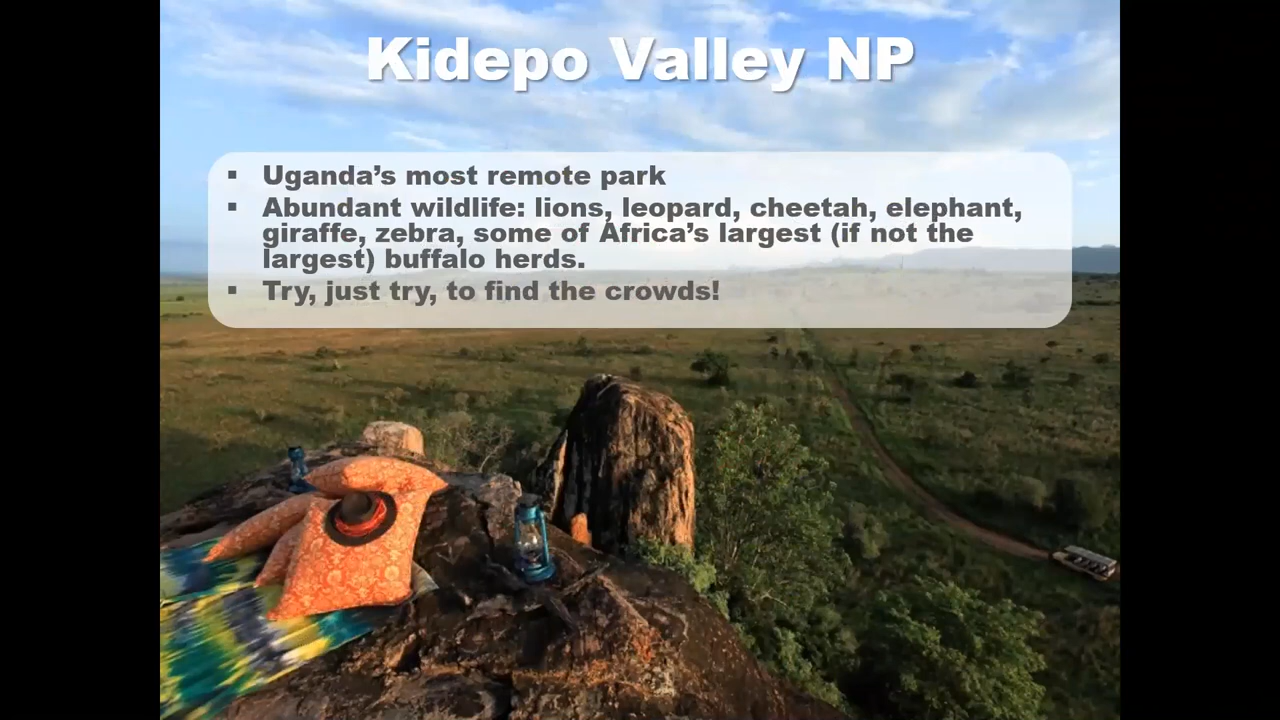 Kidepo Valley NP
▪ Uganda’s most remote park
▪ Abundant wildlife: lions, leopard, cheetah, elephant,
giraffe, zebra, some of Africa’s largest (if not the
largest) buffalo herds.
▪ Try, just try, to find the crowds!